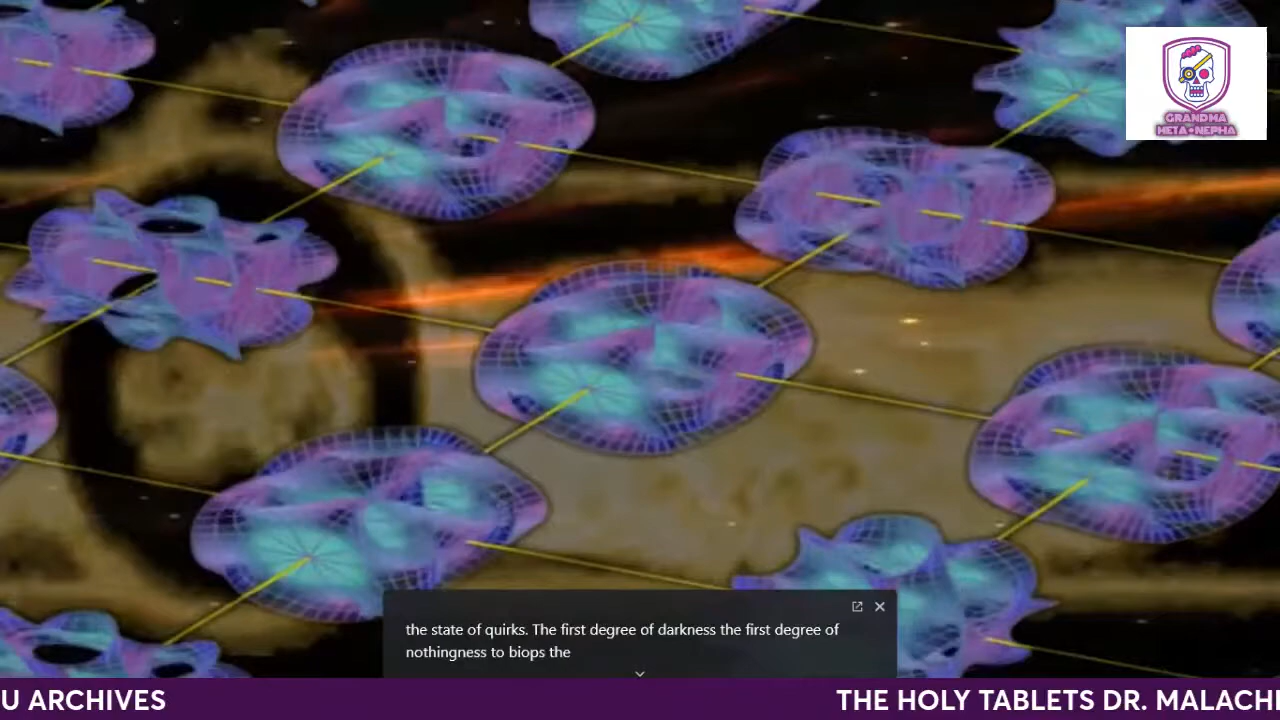 GRANDMA
META•NEPHA
the state of quirks. The first degree of darkness the first degree of
nothingness to biops the
U ARCHIVES
THE HOLY TABLETS DR. MALACHI